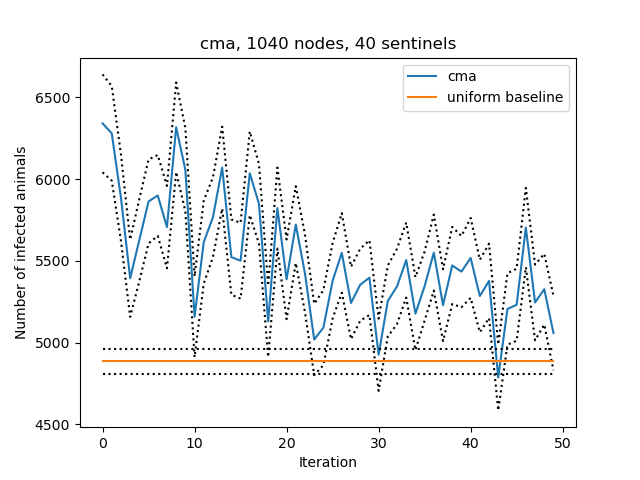 cma, 1040 nodes, 40 sentinels
cma
uniform baseline
Number of infected animals
6500
6000
5500
5000
4500
0 10 20 30 40 50
Iteration